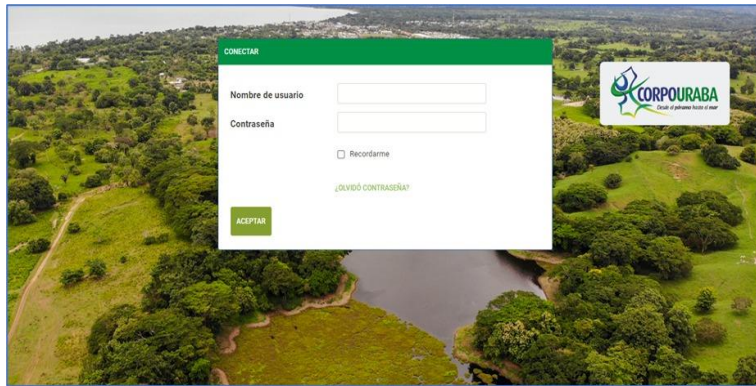 CONECTAR
Nombre de usuario
Contraseña
Recordarme
¿OLVIDÓ CONTRASEÑA?
ACEPTAR
CORPOURABA
Desde el páramo hasta el mar